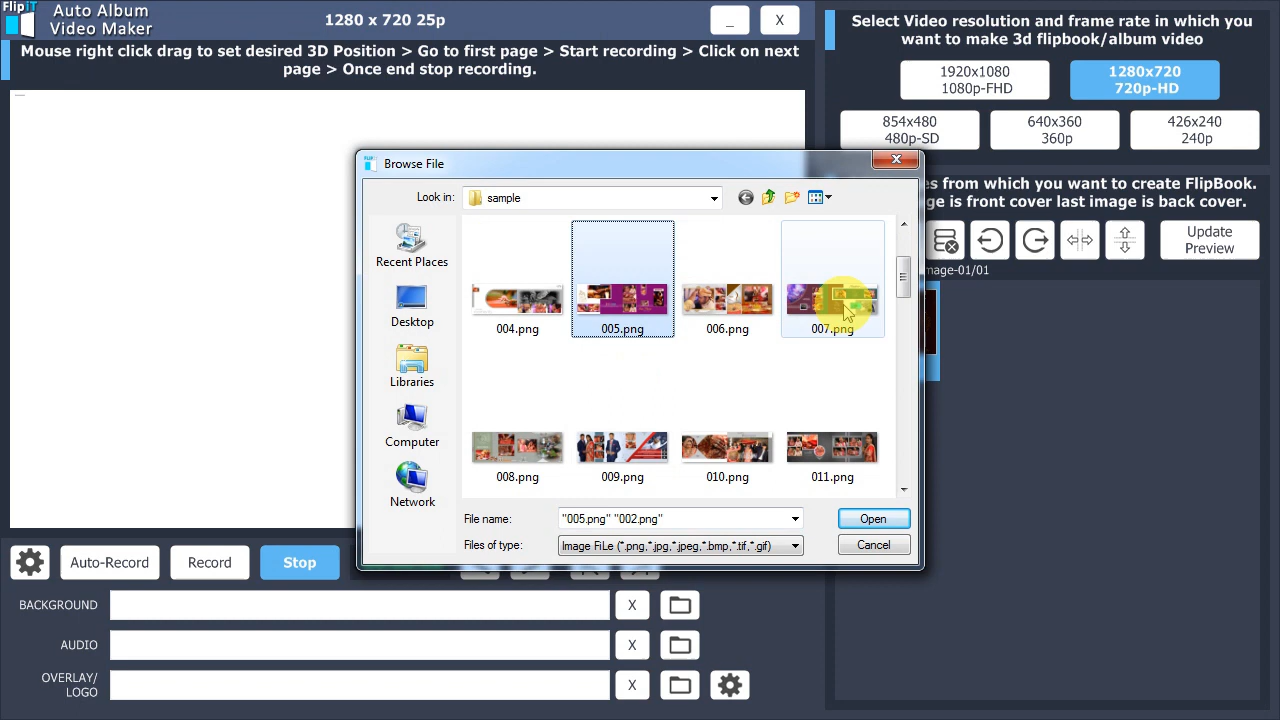 FlipiT
Auto Album
Video Maker
1280 x 720 25p
_
X
Mouse right click drag to set desired 3D Position > Go to first page > Start recording > Click on next
page > Once end stop recording.
Select Video resolution and frame rate in which you
want to make 3d flipbook/album video
1920x1080
1080p-FHD
1280x720
720p-HD
854x480
480p-SD
640x360
360p
426x240
240p
es from which you want to create FlipBook.
ge is front cover last image is back cover.
Update
Preview
mage-01/01
Browse File
Look in:
sample
Recent Places
Desktop
Libraries
Computer
Network
004.png
005.png
006.png
007.png
008.png
009.png
010.png
011.png
File name:
"005.png" "002.png"
Open
Files of type:
Image FiLe (*.png,*.jpg,*.jpeg,*.bmp,*.tif,*.gif)
Cancel
Auto-Record
Record
Stop
BACKGROUND
X
AUDIO
X
OVERLAY/
LOGO
X